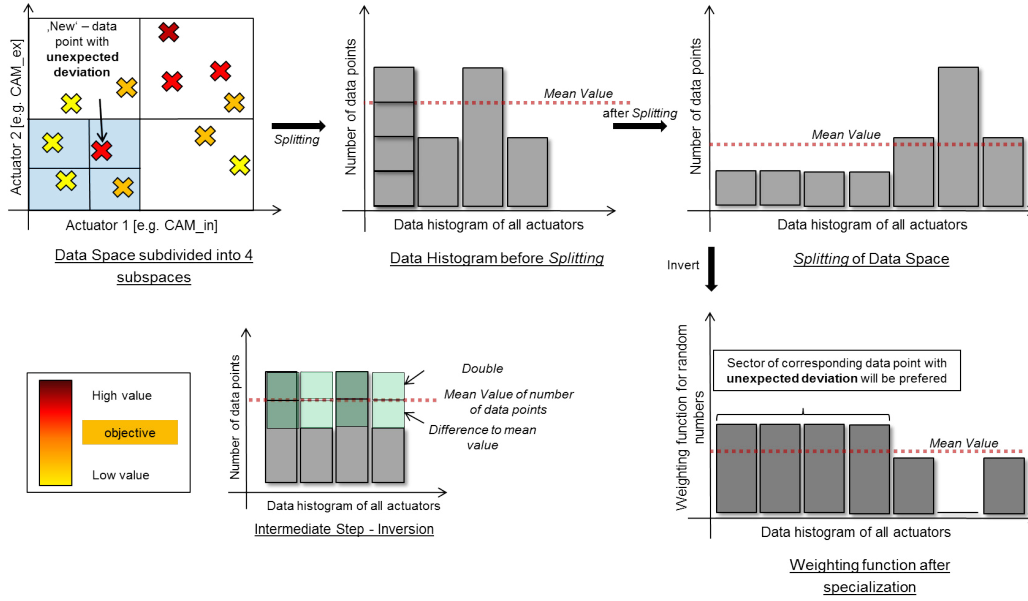 ‚New‘ – data
point with
unexpected
deviation
Actuator 2 [e.g. CAM_ex]
Actuator 1 [e.g. CAM_in]
Data Space subdivided into 4
subspaces
Splitting
Number of data points
Mean Value
Data histogram of all actuators
Data Histogram before Splitting
after Splitting
Number of data points
Mean Value
Data histogram of all actuators
Splitting of Data Space
Invert
High value
objective
Low value
Number of data points
Double
Mean Value of number
of data points
Difference to mean
value
Data histogram of all actuators
Intermediate Step - Inversion
Weighting function for random
numbers
Sector of corresponding data point with
unexpected deviation will be prefered
Mean Value
Data histogram of all actuators
Weighting function after
specialization